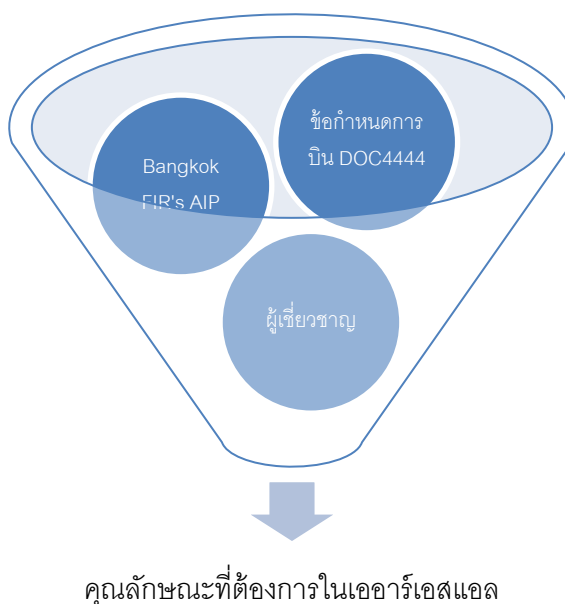 ข้อกำหนดการ
บิน DOC4444
Bangkok
FIR's AIP
ผู้เชี่ยวชาญ
คุณลักษณะที่ต้องการในเออาร์เอสแอล